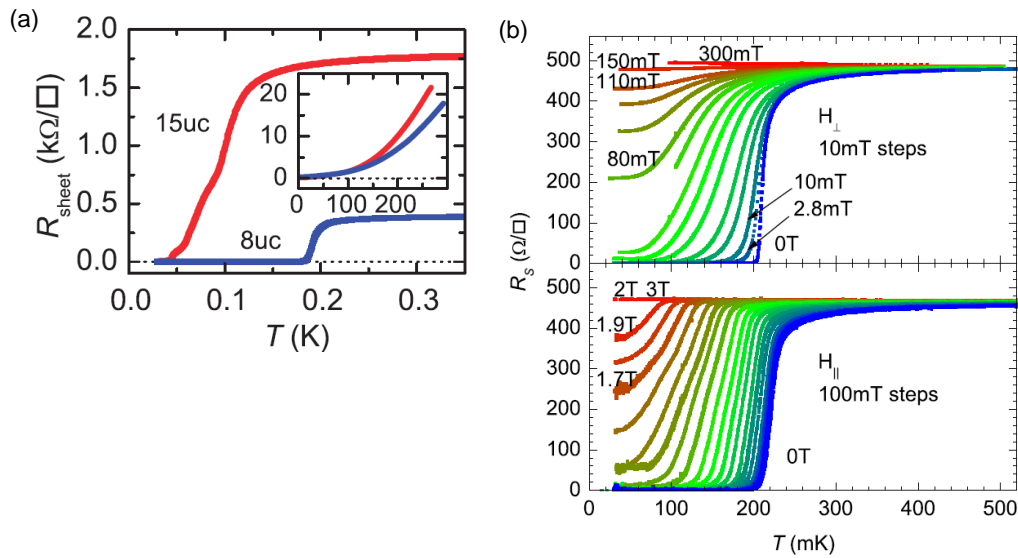 (a)
R_sheet (kΩ/□)
2.0
1.5
1.0
0.5
0.0
15uc
8uc
20
10
0
0 100 200
0.0 0.1 0.2 0.3
T (K)
(b)
R_S (Ω/□)
500
400
300
200
100
0
150mT
300mT
110mT
80mT
H⊥
10mT steps
10mT
2.8mT
0T
500
400
300
200
100
0
2T 3T
1.9T
1.7T
H||
100mT steps
0T
0 100 200 300 400 500
T (mK)